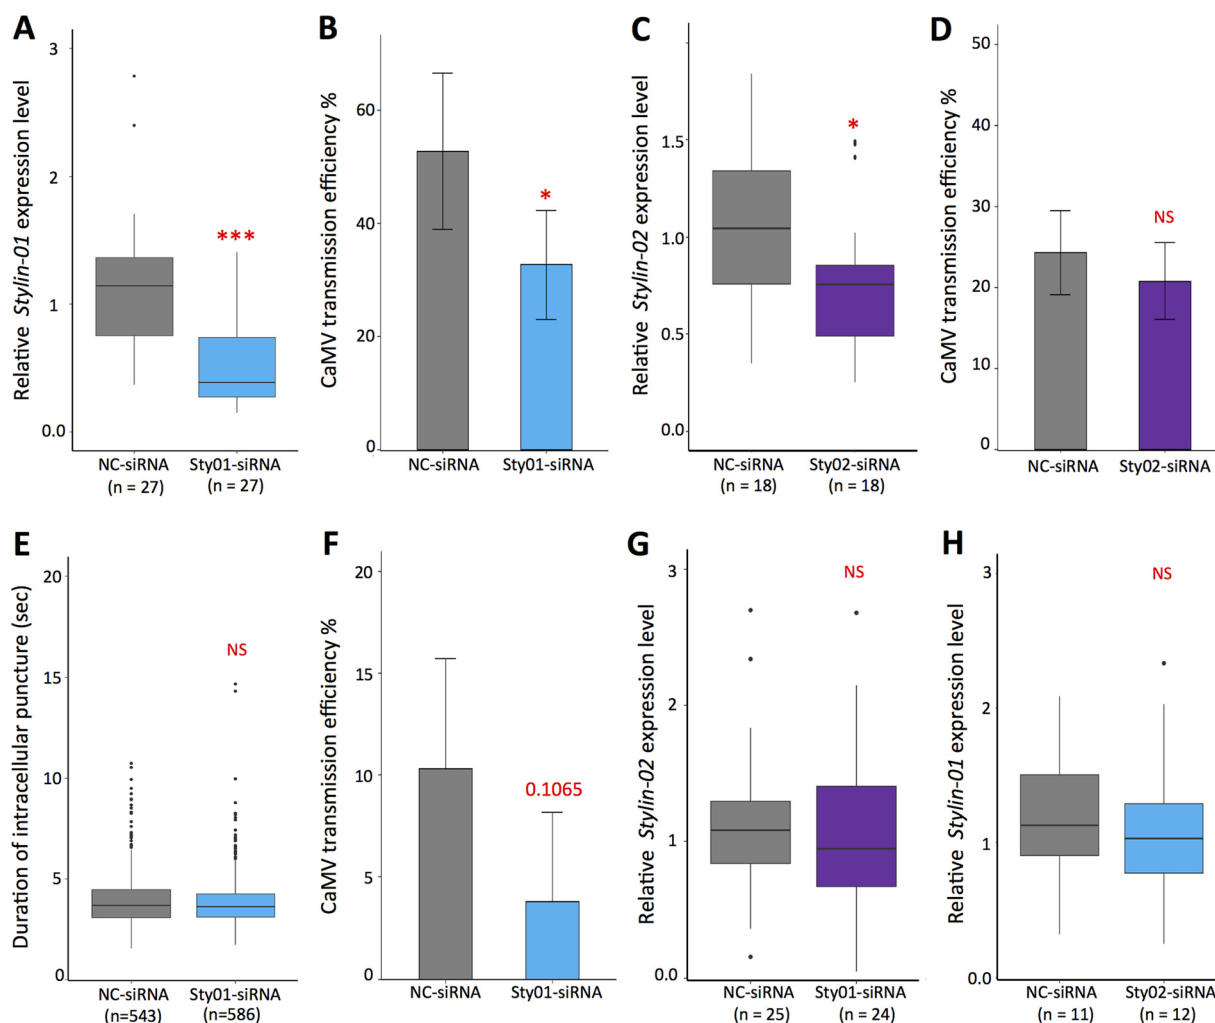 A
Relative Stylin-01 expression level
3
2
1
0.0
***
NC-siRNA
(n = 27)
Sty01-siRNA
(n = 27)
B
CaMV transmission efficiency %
60
40
20
0
*
NC-siRNA
Sty01-siRNA
C
Relative Stylin-02 expression level
1.5
1.0
0.5
0.0
*
NC-siRNA
(n = 18)
Sty02-siRNA
(n = 18)
D
CaMV transmission efficiency %
50
40
30
20
10
0
NS
NC-siRNA
Sty02-siRNA
E
Duration of intracellular puncture (sec)
20
15
10
5
0
NS
NC-siRNA
(n=543)
Sty01-siRNA
(n=586)
F
CaMV transmission efficiency %
20
15
10
5
0
0.1065
NC-siRNA
Sty01-siRNA
G
Relative Stylin-02 expression level
3
2
1
0.0
NS
NC-siRNA
(n = 25)
Sty01-siRNA
(n = 24)
H
Relative Stylin-01 expression level
3
2
1
0.0
NS
NC-siRNA
(n = 11)
Sty02-siRNA
(n = 12)